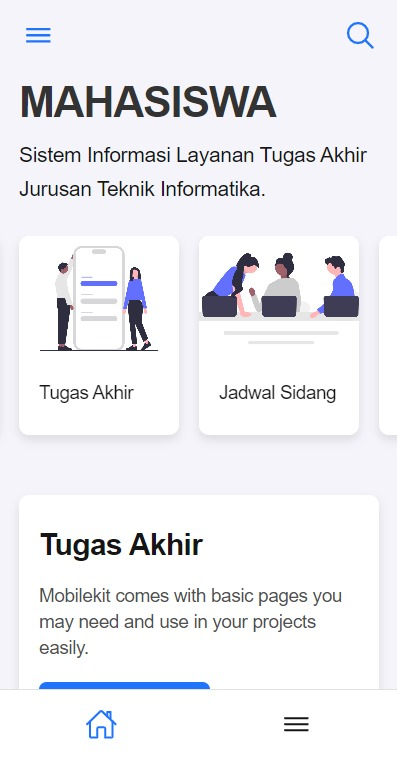 MAHASISWA
Sistem Informasi Layanan Tugas Akhir
Jurusan Teknik Informatika.
Tugas Akhir
Jadwal Sidang
Tugas Akhir
Mobilekit comes with basic pages you
may need and use in your projects
easily.